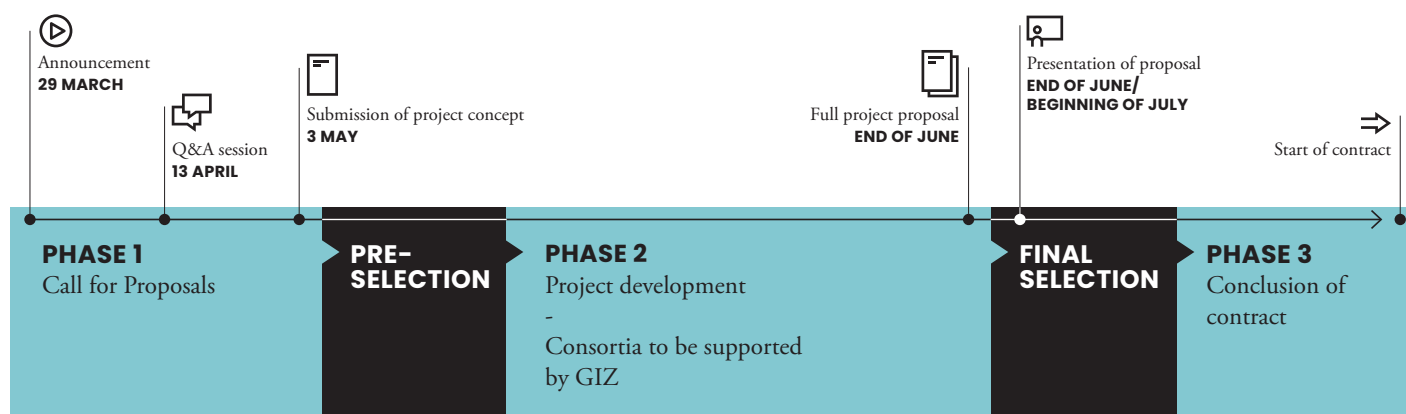 Announcement
29 MARCH
Q&A session
13 APRIL
Submission of project concept
3 MAY
Full project proposal
END OF JUNE
Presentation of proposal
END OF JUNE/
BEGINNING OF JULY
Start of contract
PHASE 1
Call for Proposals
PRE-
SELECTION
PHASE 2
Project development
-
Consortia to be supported
by GIZ
FINAL
SELECTION
PHASE 3
Conclusion of
contract